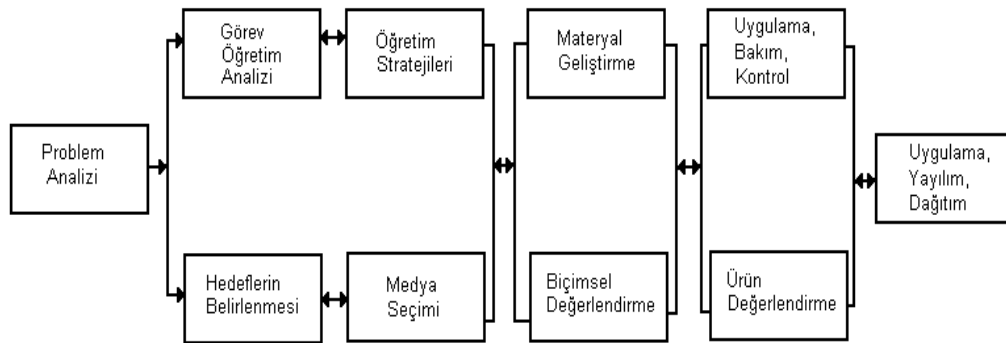 Problem
Analizi
Görev
Öğretim
Analizi
Öğretim
Stratejileri
Hedeflerin
Belirlenmesi
Medya
Seçimi
Materyal
Geliştirme
Biçimsel
Değerlendirme
Uygulama,
Bakım,
Kontrol
Ürün
Değerlendirme
Uygulama,
Yayılım,
Dağıtım